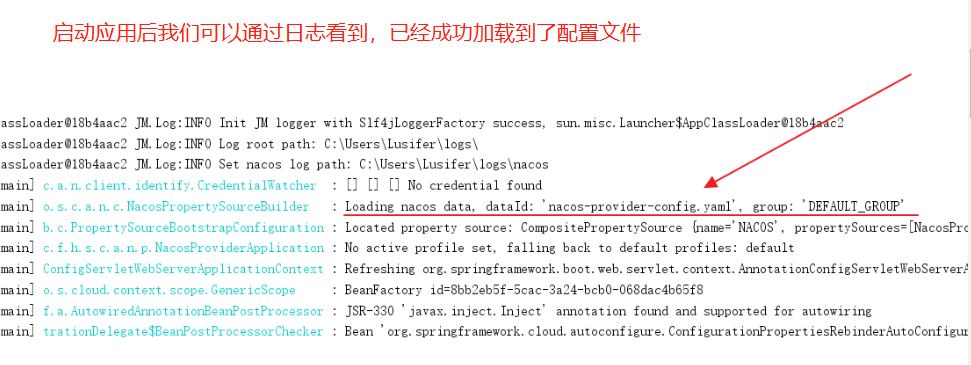 启动应用后我们可以通过日志看到，已经成功加载到了配置文件
assLoader@18b4aac2 JM.Log:INFO Init JM logger with Slf4jLoggerFactory success, sun.misc.Launcher$AppClassLoader@18b4aac2
assLoader@18b4aac2 JM.Log:INFO Log root path: C:\Users\Lusifer\logs\
assLoader@18b4aac2 JM.Log:INFO Set nacos log path: C:\Users\Lusifer\logs\nacos
main] c.a.n.client.identify.CredentialWatcher : [] [] [] No credential found
main] o.s.c.a.n.c.NacosPropertySourceBuilder : Loading nacos data, dataId: 'nacos-provider-config.yaml', group: 'DEFAULT_GROUP'
main] b.c.PropertySourceBootstrapConfiguration : Located property source: CompositePropertySource {name='NACOS', propertySources=[NacosPro
main] c.f.h.s.c.a.n.p.NacosProviderApplication : No active profile set, falling back to default profiles: default
main] ConfigServletWebServerApplicationContext : Refreshing org.springframework.boot.web.servlet.context.AnnotationConfigServletWebServerA
main] o.s.cloud.context.scope.GenericScope : BeanFactory id=8bb2eb5f-5cac-3a24-bcb0-068dac4b65f8
main] f.a.AutowiredAnnotationBeanPostProcessor : JSR-330 'javax.inject.Inject' annotation found and supported for autowiring
main] trationDelegate$BeanPostProcessorChecker : Bean 'org.springframework.cloud.autoconfigure.ConfigurationPropertiesRebinderAutoConfigur